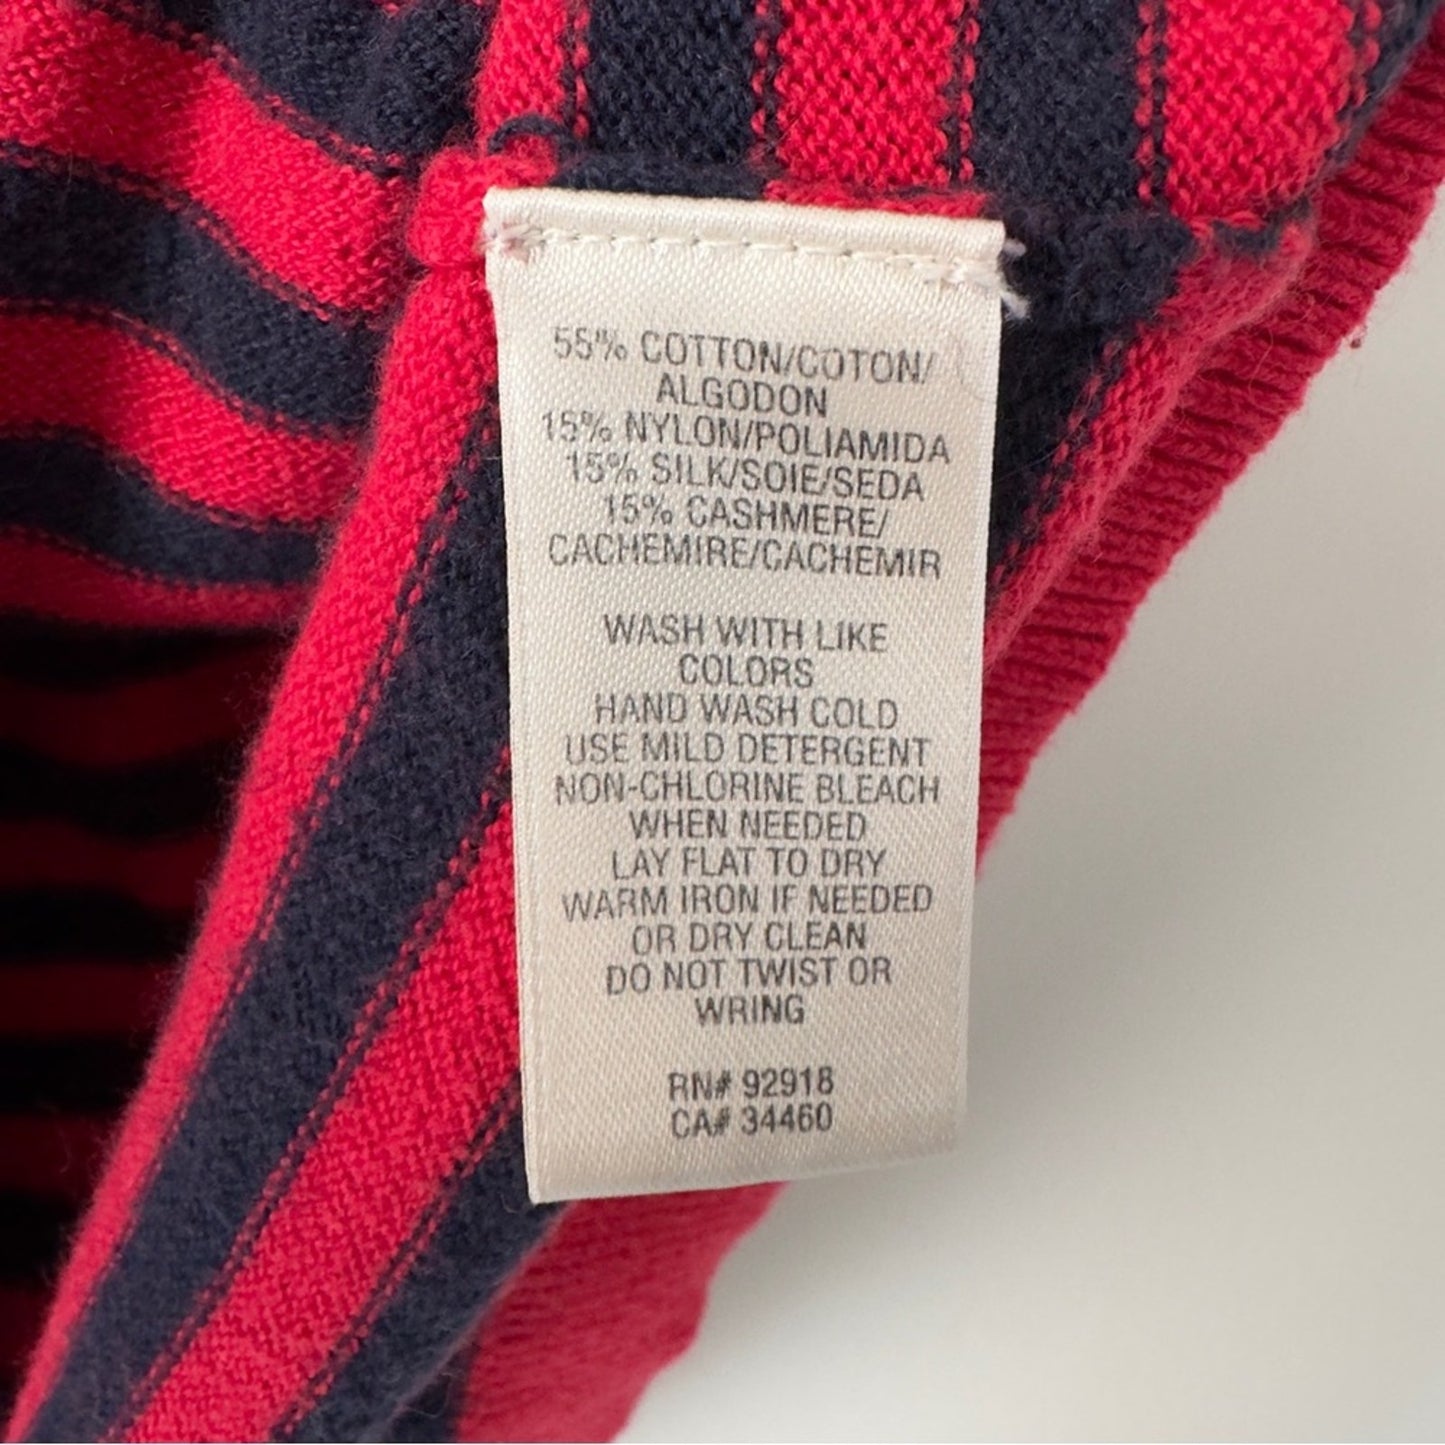 55% COTTON/COTON/
ALGODON
15% NYLON/POLIAMIDA
15% SILK/SOIE/SEDA
15% CASHMERE/
CACHEMIRE/CACHEMIR
WASH WITH LIKE
COLORS
HAND WASH COLD
USE MILD DETERGENT
NON-CHLORINE BLEACH
WHEN NEEDED
LAY FLAT TO DRY
WARM IRON IF NEEDED
OR DRY CLEAN
DO NOT TWIST OR
WRING
RN# 92918
CA# 34460